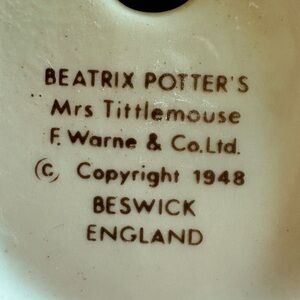 BEATRIX POTTER'S
Mrs Tittlemouse
F. Warne & Co.Ltd.
(c) Copyright 1948
BESWICK
ENGLAND